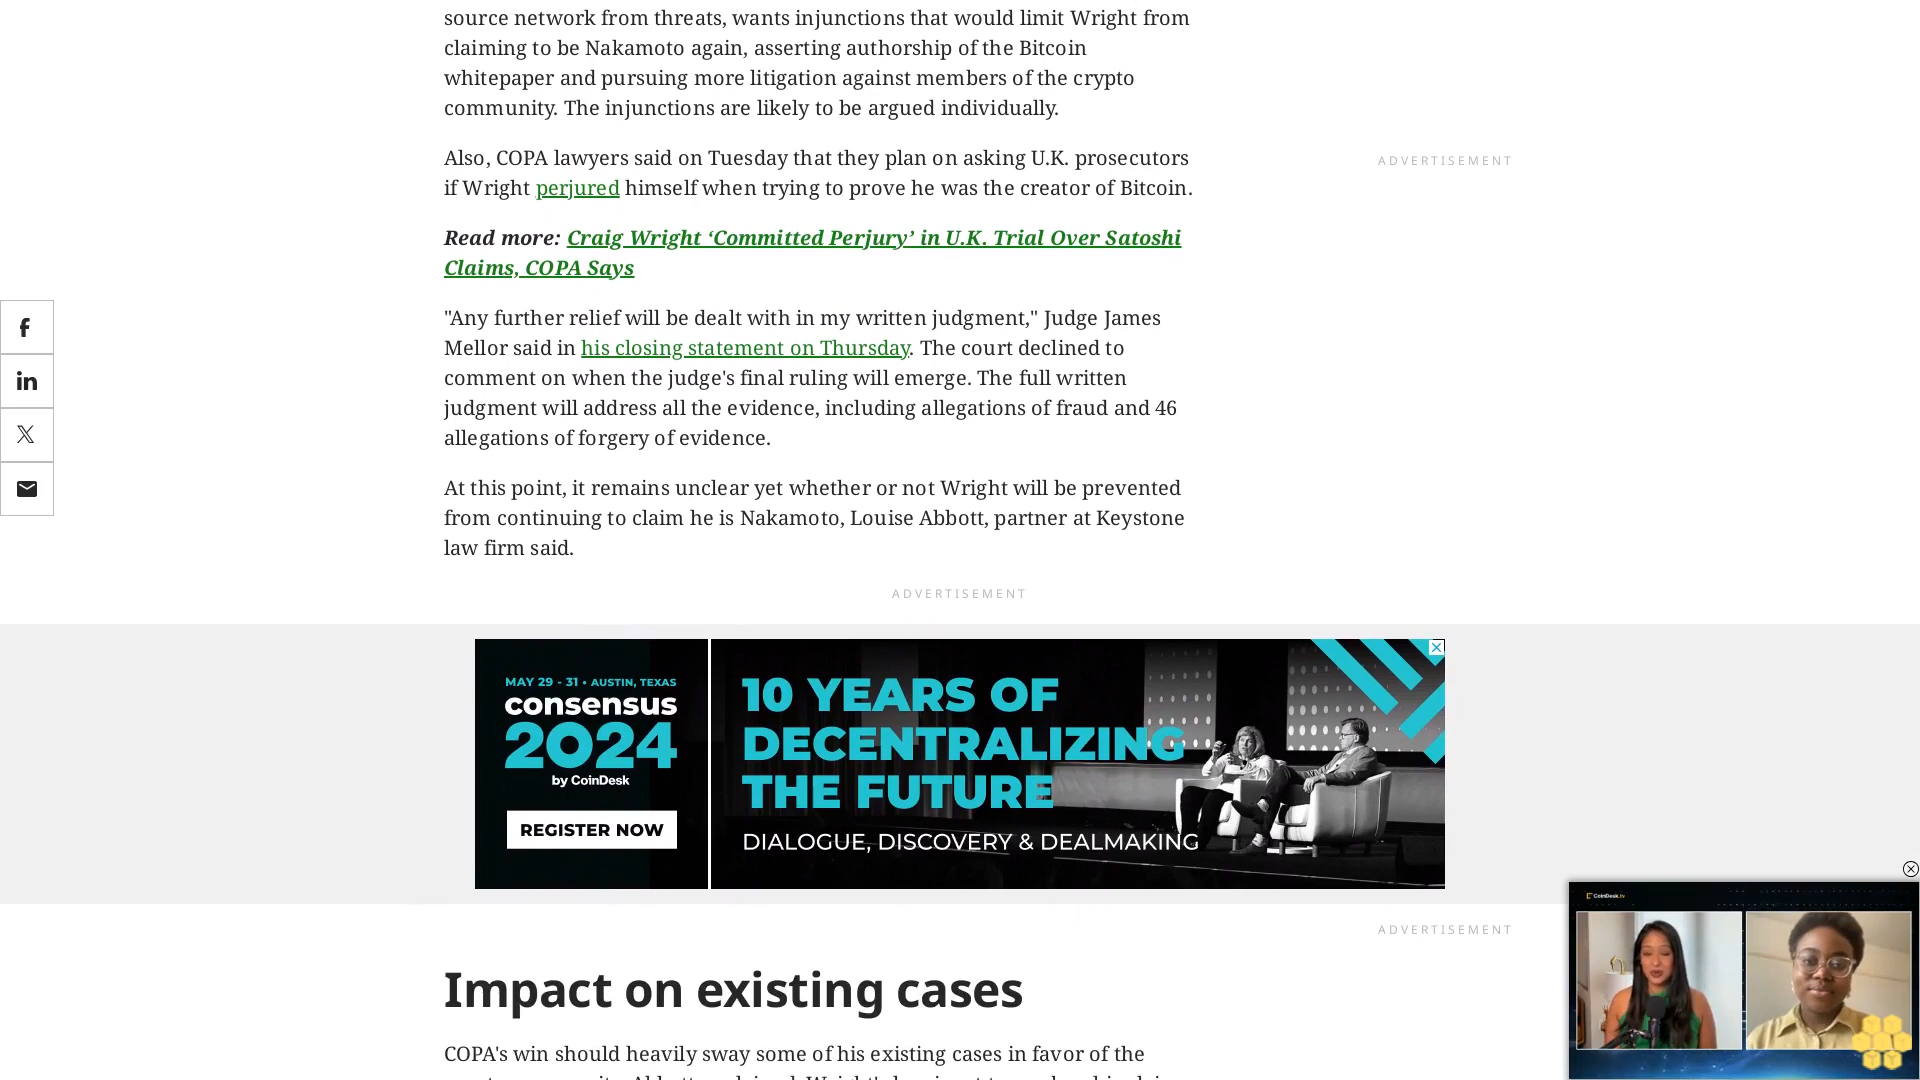 source network from threats, wants injunctions that would limit Wright from
claiming to be Nakamoto again, asserting authorship of the Bitcoin
whitepaper and pursuing more litigation against members of the crypto
community. The injunctions are likely to be argued individually.
Also, COPA lawyers said on Tuesday that they plan on asking U.K. prosecutors
if Wright perjured himself when trying to prove he was the creator of Bitcoin.
ADVERTISEMENT
Read more: Craig Wright ‘Committed Perjury’ in U.K. Trial Over Satoshi
Claims, COPA Says
"Any further relief will be dealt with in my written judgment," Judge James
Mellor said in his closing statement on Thursday. The court declined to
comment on when the judge's final ruling will emerge. The full written
judgment will address all the evidence, including allegations of fraud and 46
allegations of forgery of evidence.
At this point, it remains unclear yet whether or not Wright will be prevented
from continuing to claim he is Nakamoto, Louise Abbott, partner at Keystone
law firm said.
ADVERTISEMENT
MAY 29 - 31 • AUSTIN, TEXAS
consensus
2024
by CoinDesk
REGISTER NOW
10 YEARS OF
DECENTRALIZING
THE FUTURE
DIALOGUE, DISCOVERY & DEALMAKING
CoinDesk.tv
ADVERTISEMENT
Impact on existing cases
COPA's win should heavily sway some of his existing cases in favor of the